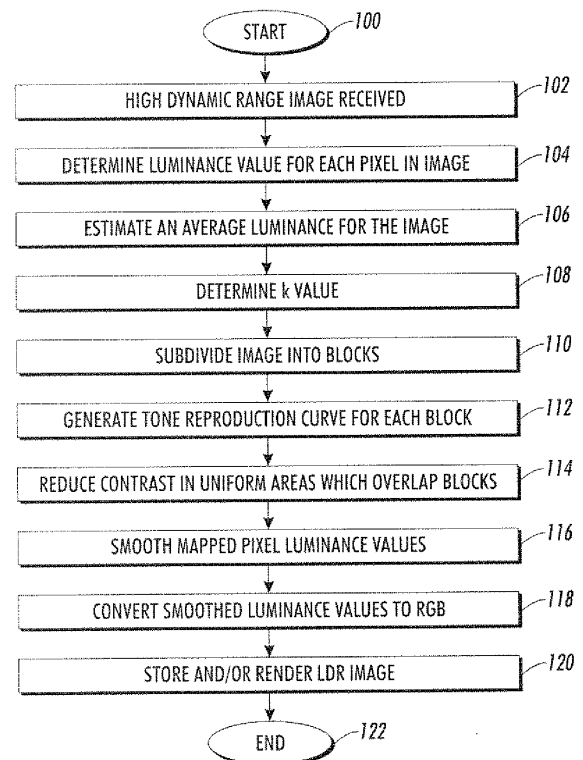 START 100
HIGH DYNAMIC RANGE IMAGE RECEIVED 102
DETERMINE LUMINANCE VALUE FOR EACH PIXEL IN IMAGE 104
ESTIMATE AN AVERAGE LUMINANCE FOR THE IMAGE 106
DETERMINE k VALUE 108
SUBDIVIDE IMAGE INTO BLOCKS 110
GENERATE TONE REPRODUCTION CURVE FOR EACH BLOCK 112
REDUCE CONTRAST IN UNIFORM AREAS WHICH OVERLAP BLOCKS 114
SMOOTH MAPPED PIXEL LUMINANCE VALUES 116
CONVERT SMOOTHED LUMINANCE VALUES TO RGB 118
STORE AND/OR RENDER LDR IMAGE 120
END 122